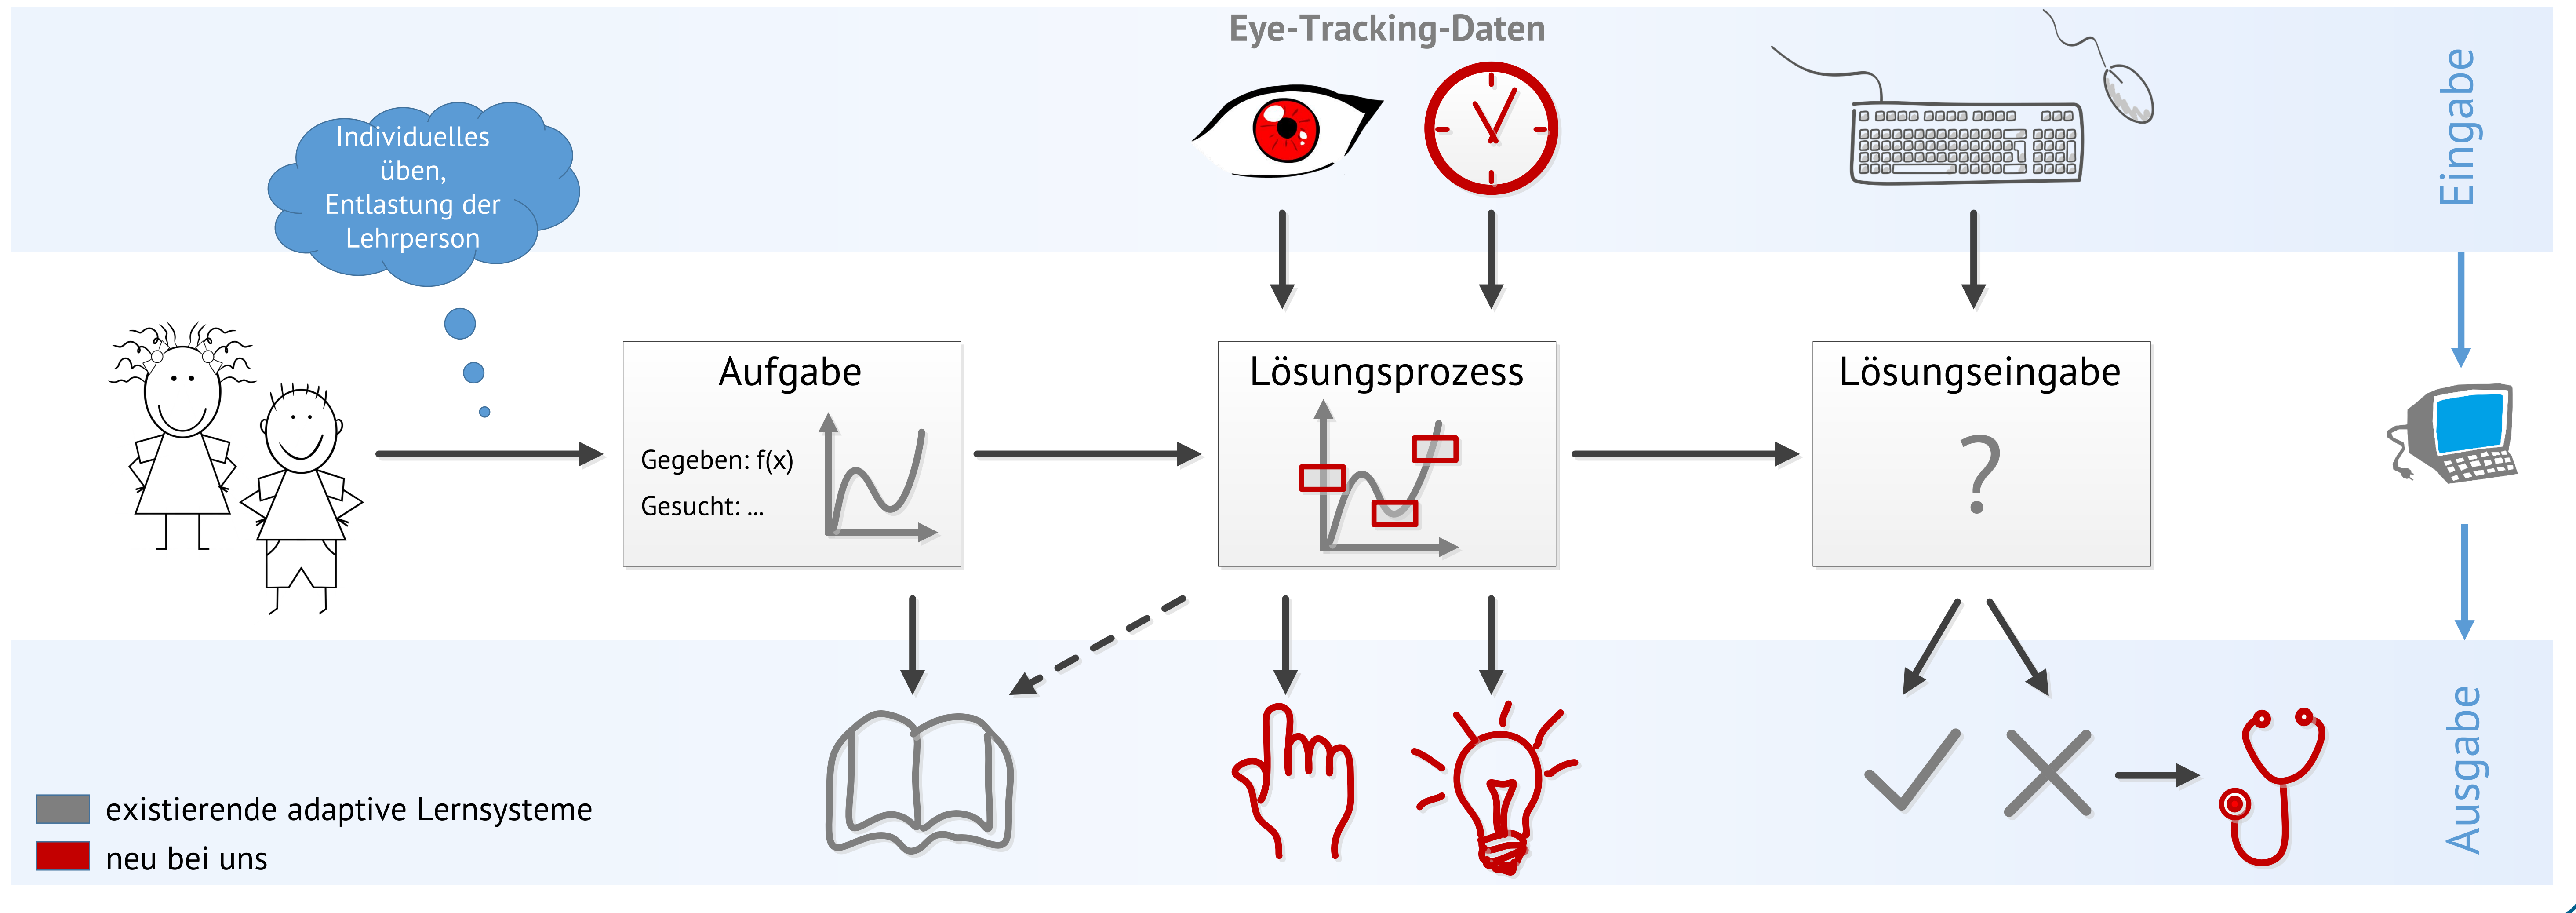 Eye-Tracking-Daten
Eingabe
Individuelles
üben,
Entlastung der
Lehrperson
Aufgabe
Gegeben: f(x)
Gesucht: ...
Lösungsprozess
Lösungseingabe
?
Ausgabe
existierende adaptive Lernsysteme
neu bei uns